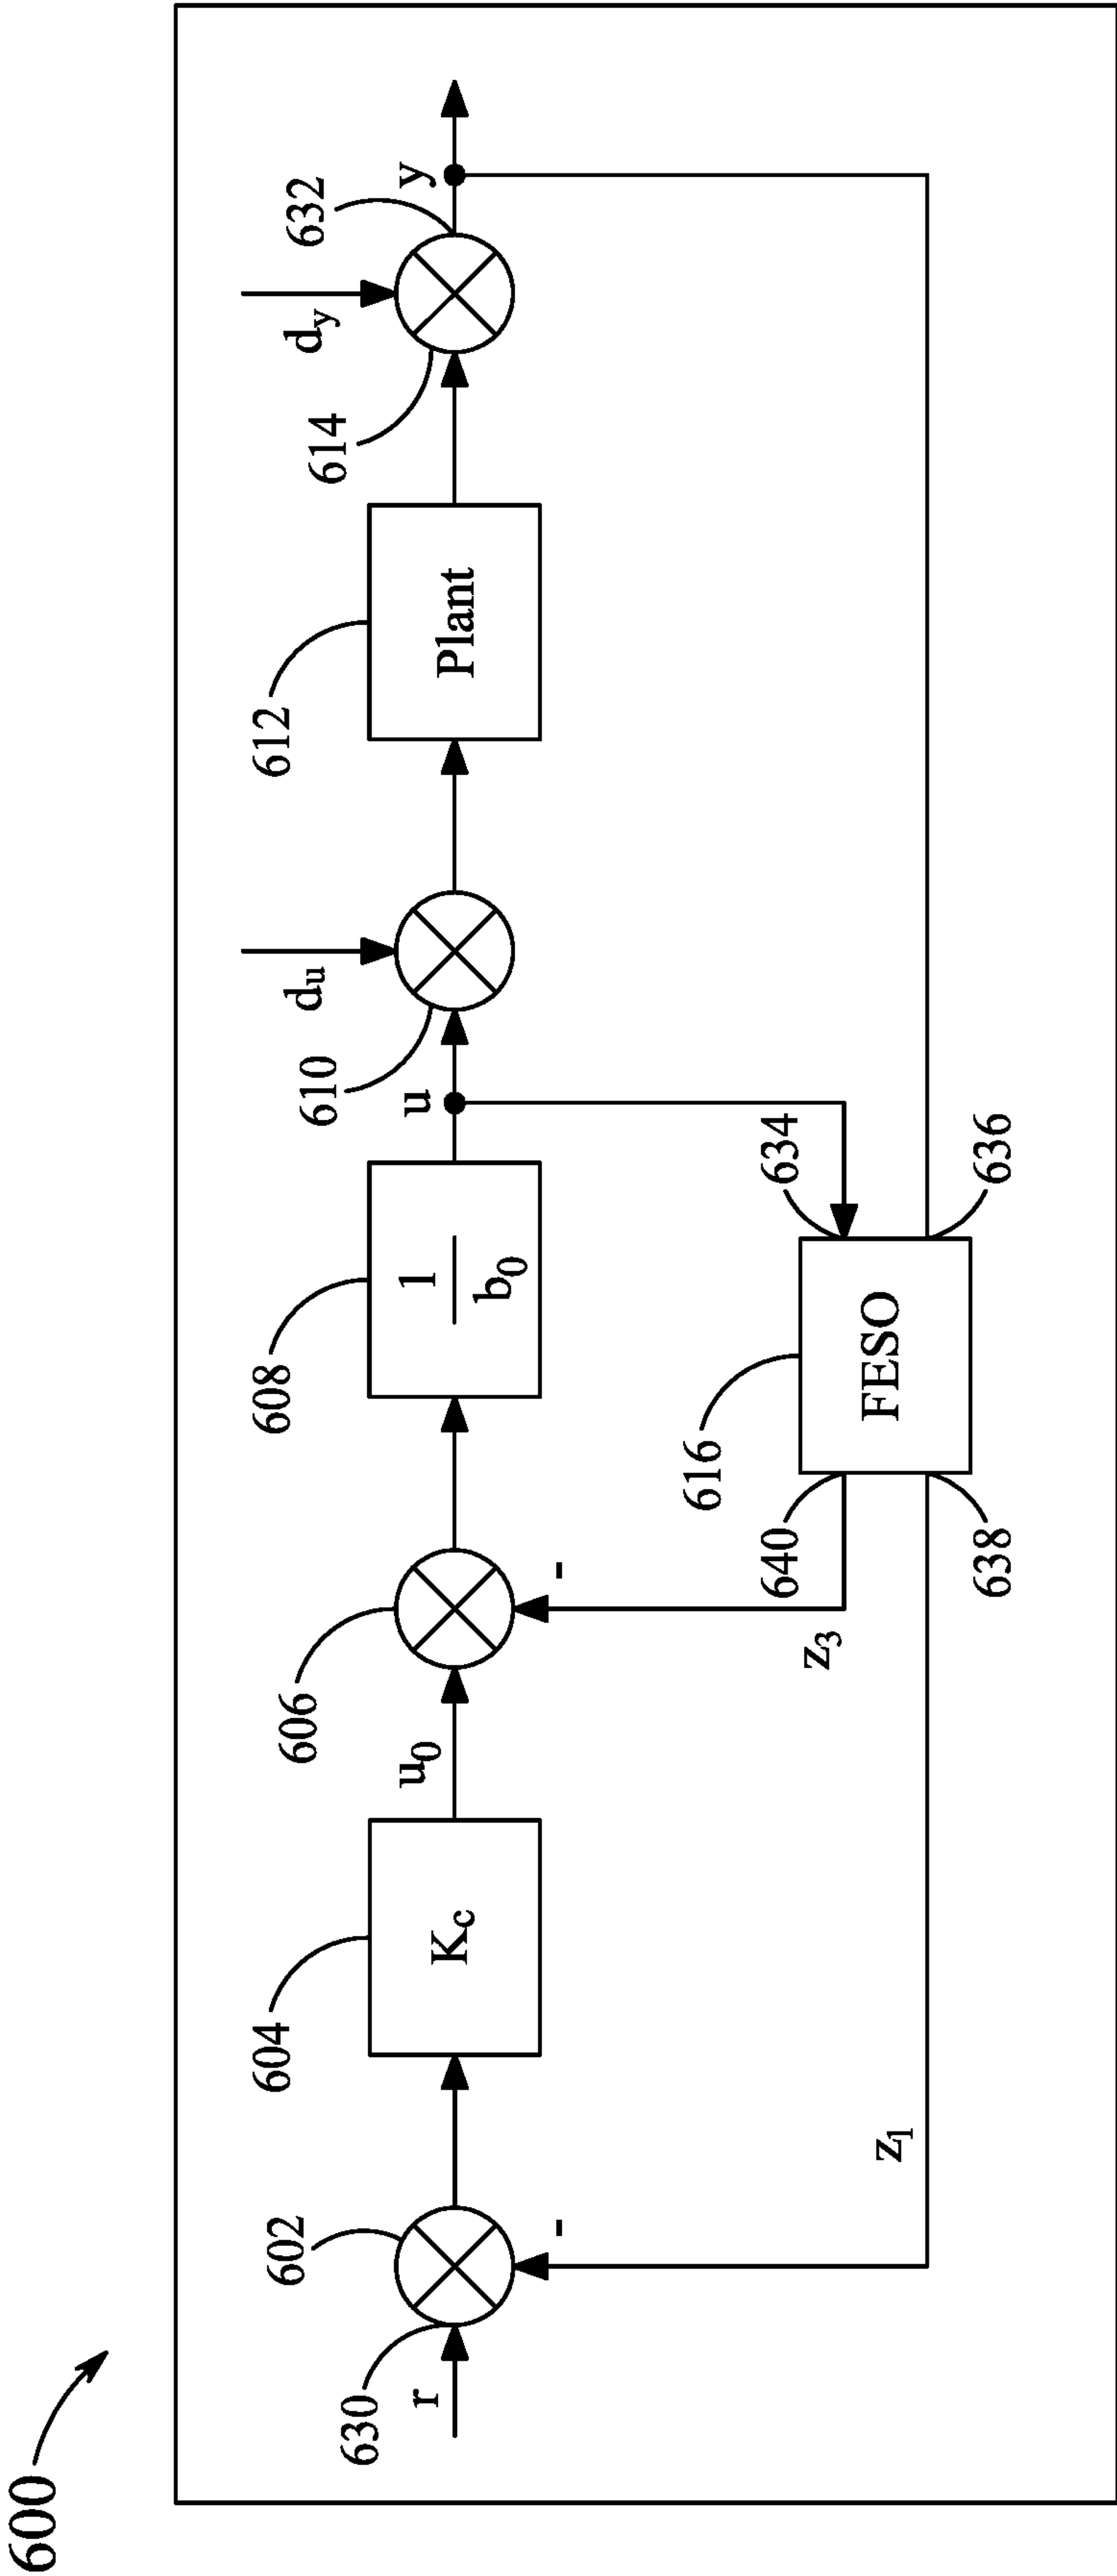 600
630
r
602
604
K_c
u_0
606
-
-
z_1
z_3
608
1
b_0
u
610
d_u
612
Plant
614
d_y
632
y
616
FESO
634
636
640
638